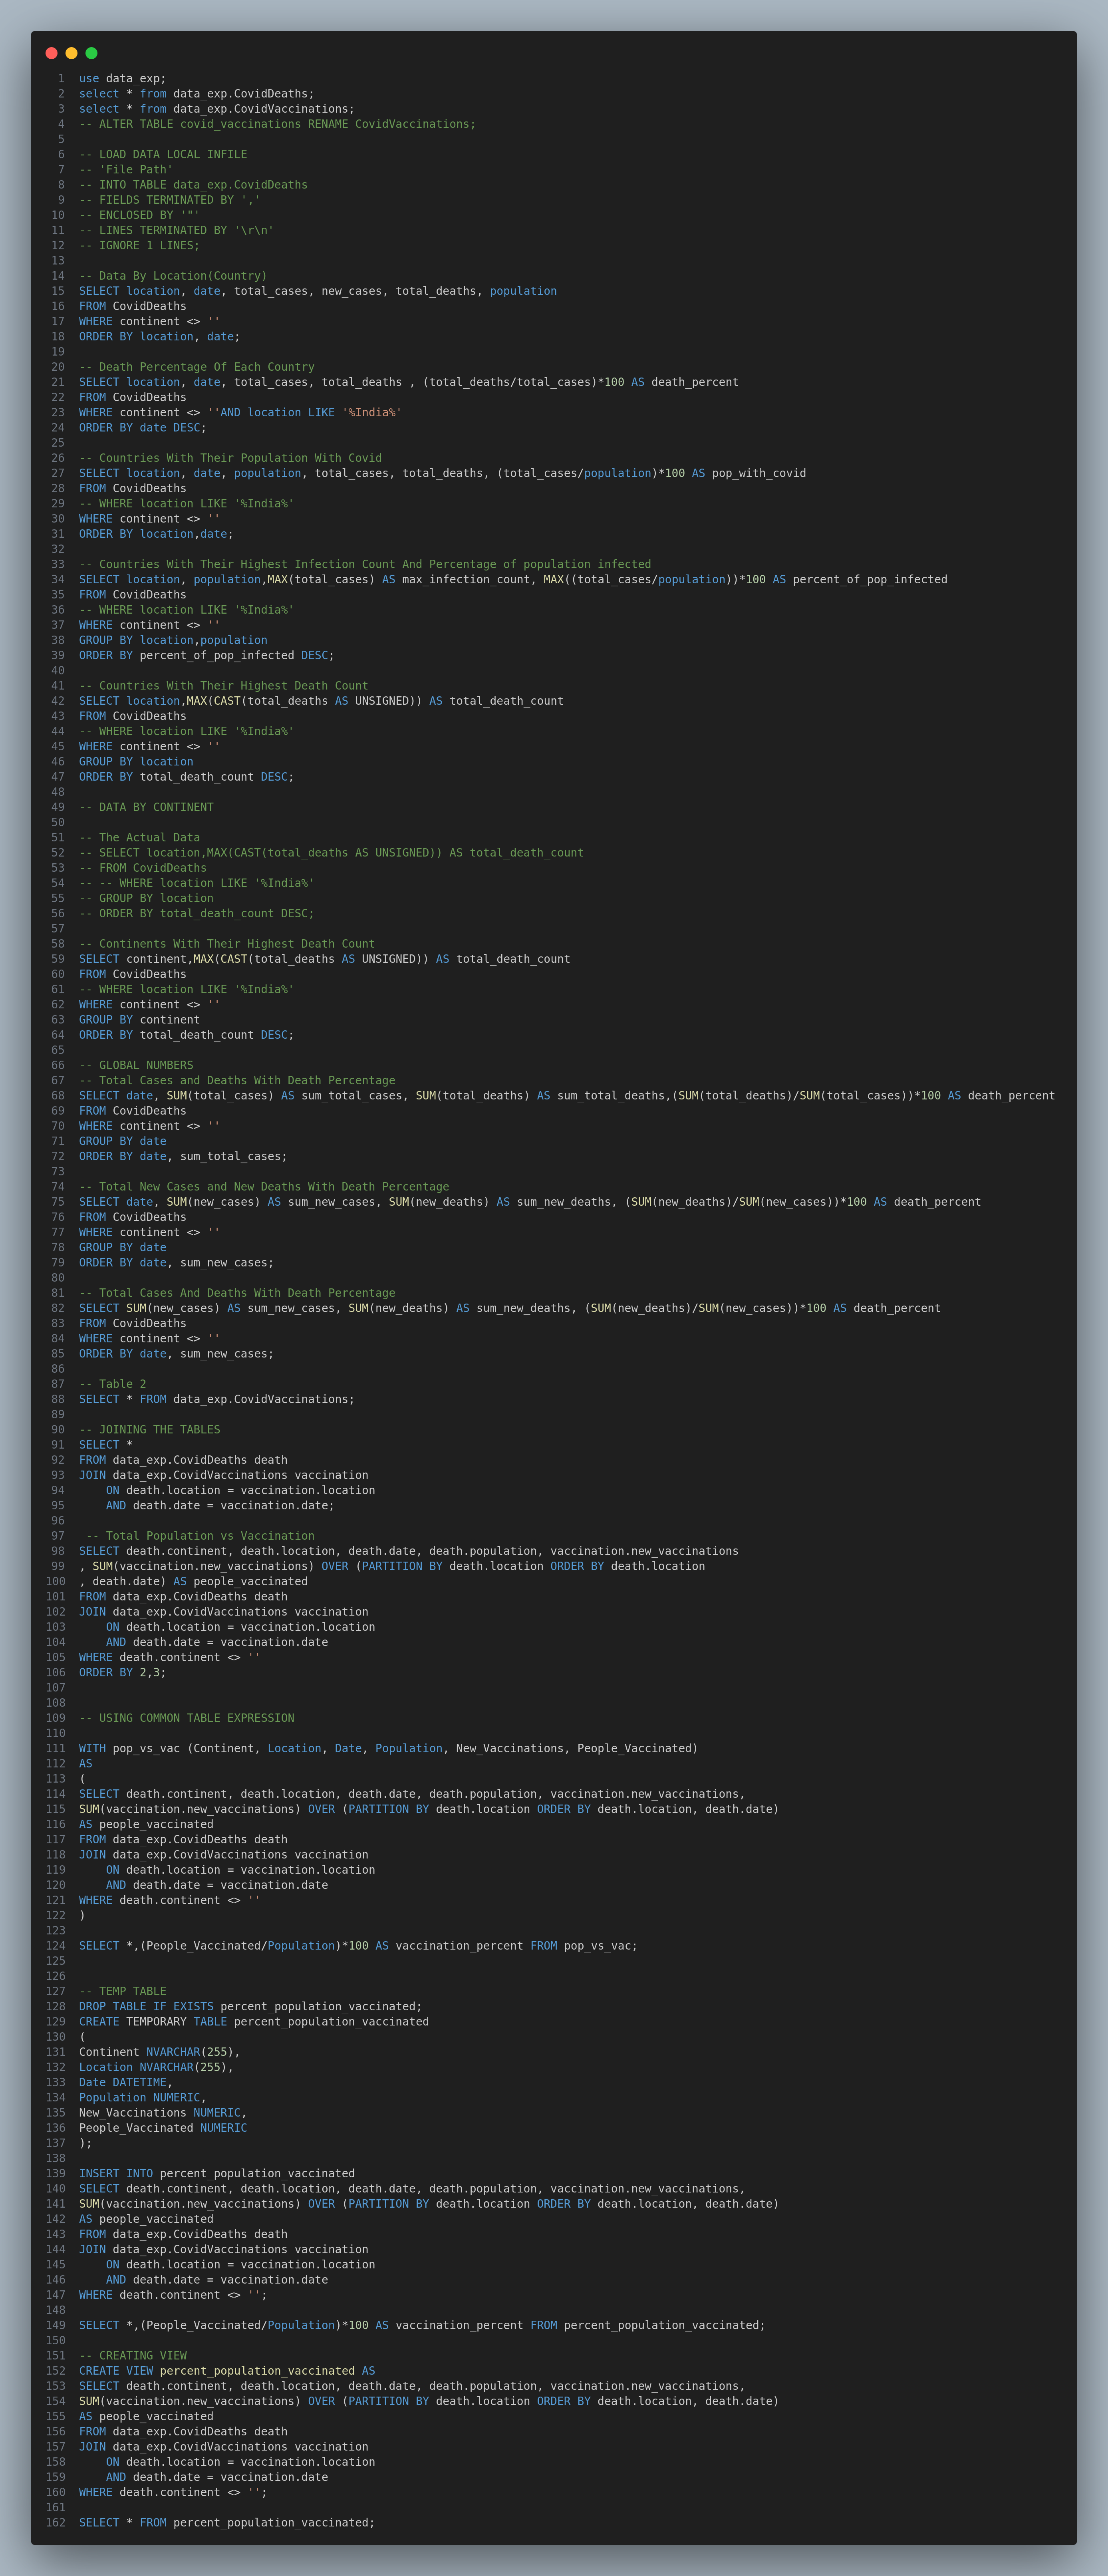 1 use data_exp;
2 select * from data_exp.CovidDeaths;
3 select * from data_exp.CovidVaccinations;
4 -- ALTER TABLE covid_vaccinations RENAME CovidVaccinations;
5
6 -- LOAD DATA LOCAL INFILE
7 -- 'File Path'
8 -- INTO TABLE data_exp.CovidDeaths
9 -- FIELDS TERMINATED BY ','
10 -- ENCLOSED BY '"'
11 -- LINES TERMINATED BY '\r\n'
12 -- IGNORE 1 LINES;
13
14 -- Data By Location(Country)
15 SELECT location, date, total_cases, new_cases, total_deaths, population
16 FROM CovidDeaths
17 WHERE continent <> ''
18 ORDER BY location, date;
19
20 -- Death Percentage Of Each Country
21 SELECT location, date, total_cases, total_deaths , (total_deaths/total_cases)*100 AS death_percent
22 FROM CovidDeaths
23 WHERE continent <> ''AND location LIKE '%India%'
24 ORDER BY date DESC;
25
26 -- Countries With Their Population With Covid
27 SELECT location, date, population, total_cases, total_deaths, (total_cases/population)*100 AS pop_with_covid
28 FROM CovidDeaths
29 -- WHERE location LIKE '%India%'
30 WHERE continent <> ''
31 ORDER BY location,date;
32
33 -- Countries With Their Highest Infection Count And Percentage of population infected
34 SELECT location, population,MAX(total_cases) AS max_infection_count, MAX((total_cases/population))*100 AS percent_of_pop_infected
35 FROM CovidDeaths
36 -- WHERE location LIKE '%India%'
37 WHERE continent <> ''
38 GROUP BY location,population
39 ORDER BY percent_of_pop_infected DESC;
40
41 -- Countries With Their Highest Death Count
42 SELECT location,MAX(CAST(total_deaths AS UNSIGNED)) AS total_death_count
43 FROM CovidDeaths
44 -- WHERE location LIKE '%India%'
45 WHERE continent <> ''
46 GROUP BY location
47 ORDER BY total_death_count DESC;
48
49 -- DATA BY CONTINENT
50
51 -- The Actual Data
52 -- SELECT location,MAX(CAST(total_deaths AS UNSIGNED)) AS total_death_count
53 -- FROM CovidDeaths
54 -- -- WHERE location LIKE '%India%'
55 -- GROUP BY location
56 -- ORDER BY total_death_count DESC;
57
58 -- Continents With Their Highest Death Count
59 SELECT continent,MAX(CAST(total_deaths AS UNSIGNED)) AS total_death_count
60 FROM CovidDeaths
61 -- WHERE location LIKE '%India%'
62 WHERE continent <> ''
63 GROUP BY continent
64 ORDER BY total_death_count DESC;
65
66 -- GLOBAL NUMBERS
67 -- Total Cases and Deaths With Death Percentage
68 SELECT date, SUM(total_cases) AS sum_total_cases, SUM(total_deaths) AS sum_total_deaths,(SUM(total_deaths)/SUM(total_cases))*100 AS death_percent
69 FROM CovidDeaths
70 WHERE continent <> ''
71 GROUP BY date
72 ORDER BY date, sum_total_cases;
73
74 -- Total New Cases and New Deaths With Death Percentage
75 SELECT date, SUM(new_cases) AS sum_new_cases, SUM(new_deaths) AS sum_new_deaths, (SUM(new_deaths)/SUM(new_cases))*100 AS death_percent
76 FROM CovidDeaths
77 WHERE continent <> ''
78 GROUP BY date
79 ORDER BY date, sum_new_cases;
80
81 -- Total Cases And Deaths With Death Percentage
82 SELECT SUM(new_cases) AS sum_new_cases, SUM(new_deaths) AS sum_new_deaths, (SUM(new_deaths)/SUM(new_cases))*100 AS death_percent
83 FROM CovidDeaths
84 WHERE continent <> ''
85 ORDER BY date, sum_new_cases;
86
87 -- Table 2
88 SELECT * FROM data_exp.CovidVaccinations;
89
90 -- JOINING THE TABLES
91 SELECT *
92 FROM data_exp.CovidDeaths death
93 JOIN data_exp.CovidVaccinations vaccination
94 ON death.location = vaccination.location
95 AND death.date = vaccination.date;
96
97 -- Total Population vs Vaccination
98 SELECT death.continent, death.location, death.date, death.population, vaccination.new_vaccinations
99 , SUM(vaccination.new_vaccinations) OVER (PARTITION BY death.location ORDER BY death.location
100 , death.date) AS people_vaccinated
101 FROM data_exp.CovidDeaths death
102 JOIN data_exp.CovidVaccinations vaccination
103 ON death.location = vaccination.location
104 AND death.date = vaccination.date
105 WHERE death.continent <> ''
106 ORDER BY 2,3;
107
108
109 -- USING COMMON TABLE EXPRESSION
110
111 WITH pop_vs_vac (Continent, Location, Date, Population, New_Vaccinations, People_Vaccinated)
112 AS
113 (
114 SELECT death.continent, death.location, death.date, death.population, vaccination.new_vaccinations,
115 SUM(vaccination.new_vaccinations) OVER (PARTITION BY death.location ORDER BY death.location, death.date)
116 AS people_vaccinated
117 FROM data_exp.CovidDeaths death
118 JOIN data_exp.CovidVaccinations vaccination
119 ON death.location = vaccination.location
120 AND death.date = vaccination.date
121 WHERE death.continent <> ''
122 )
123
124 SELECT *,(People_Vaccinated/Population)*100 AS vaccination_percent FROM pop_vs_vac;
125
126
127 -- TEMP TABLE
128 DROP TABLE IF EXISTS percent_population_vaccinated;
129 CREATE TEMPORARY TABLE percent_population_vaccinated
130 (
131 Continent NVARCHAR(255),
132 Location NVARCHAR(255),
133 Date DATETIME,
134 Population NUMERIC,
135 New_Vaccinations NUMERIC,
136 People_Vaccinated NUMERIC
137 );
138
139 INSERT INTO percent_population_vaccinated
140 SELECT death.continent, death.location, death.date, death.population, vaccination.new_vaccinations,
141 SUM(vaccination.new_vaccinations) OVER (PARTITION BY death.location ORDER BY death.location, death.date)
142 AS people_vaccinated
143 FROM data_exp.CovidDeaths death
144 JOIN data_exp.CovidVaccinations vaccination
145 ON death.location = vaccination.location
146 AND death.date = vaccination.date
147 WHERE death.continent <> '';
148
149 SELECT *,(People_Vaccinated/Population)*100 AS vaccination_percent FROM percent_population_vaccinated;
150
151 -- CREATING VIEW
152 CREATE VIEW percent_population_vaccinated AS
153 SELECT death.continent, death.location, death.date, death.population, vaccination.new_vaccinations,
154 SUM(vaccination.new_vaccinations) OVER (PARTITION BY death.location ORDER BY death.location, death.date)
155 AS people_vaccinated
156 FROM data_exp.CovidDeaths death
157 JOIN data_exp.CovidVaccinations vaccination
158 ON death.location = vaccination.location
159 AND death.date = vaccination.date
160 WHERE death.continent <> '';
161
162 SELECT * FROM percent_population_vaccinated;